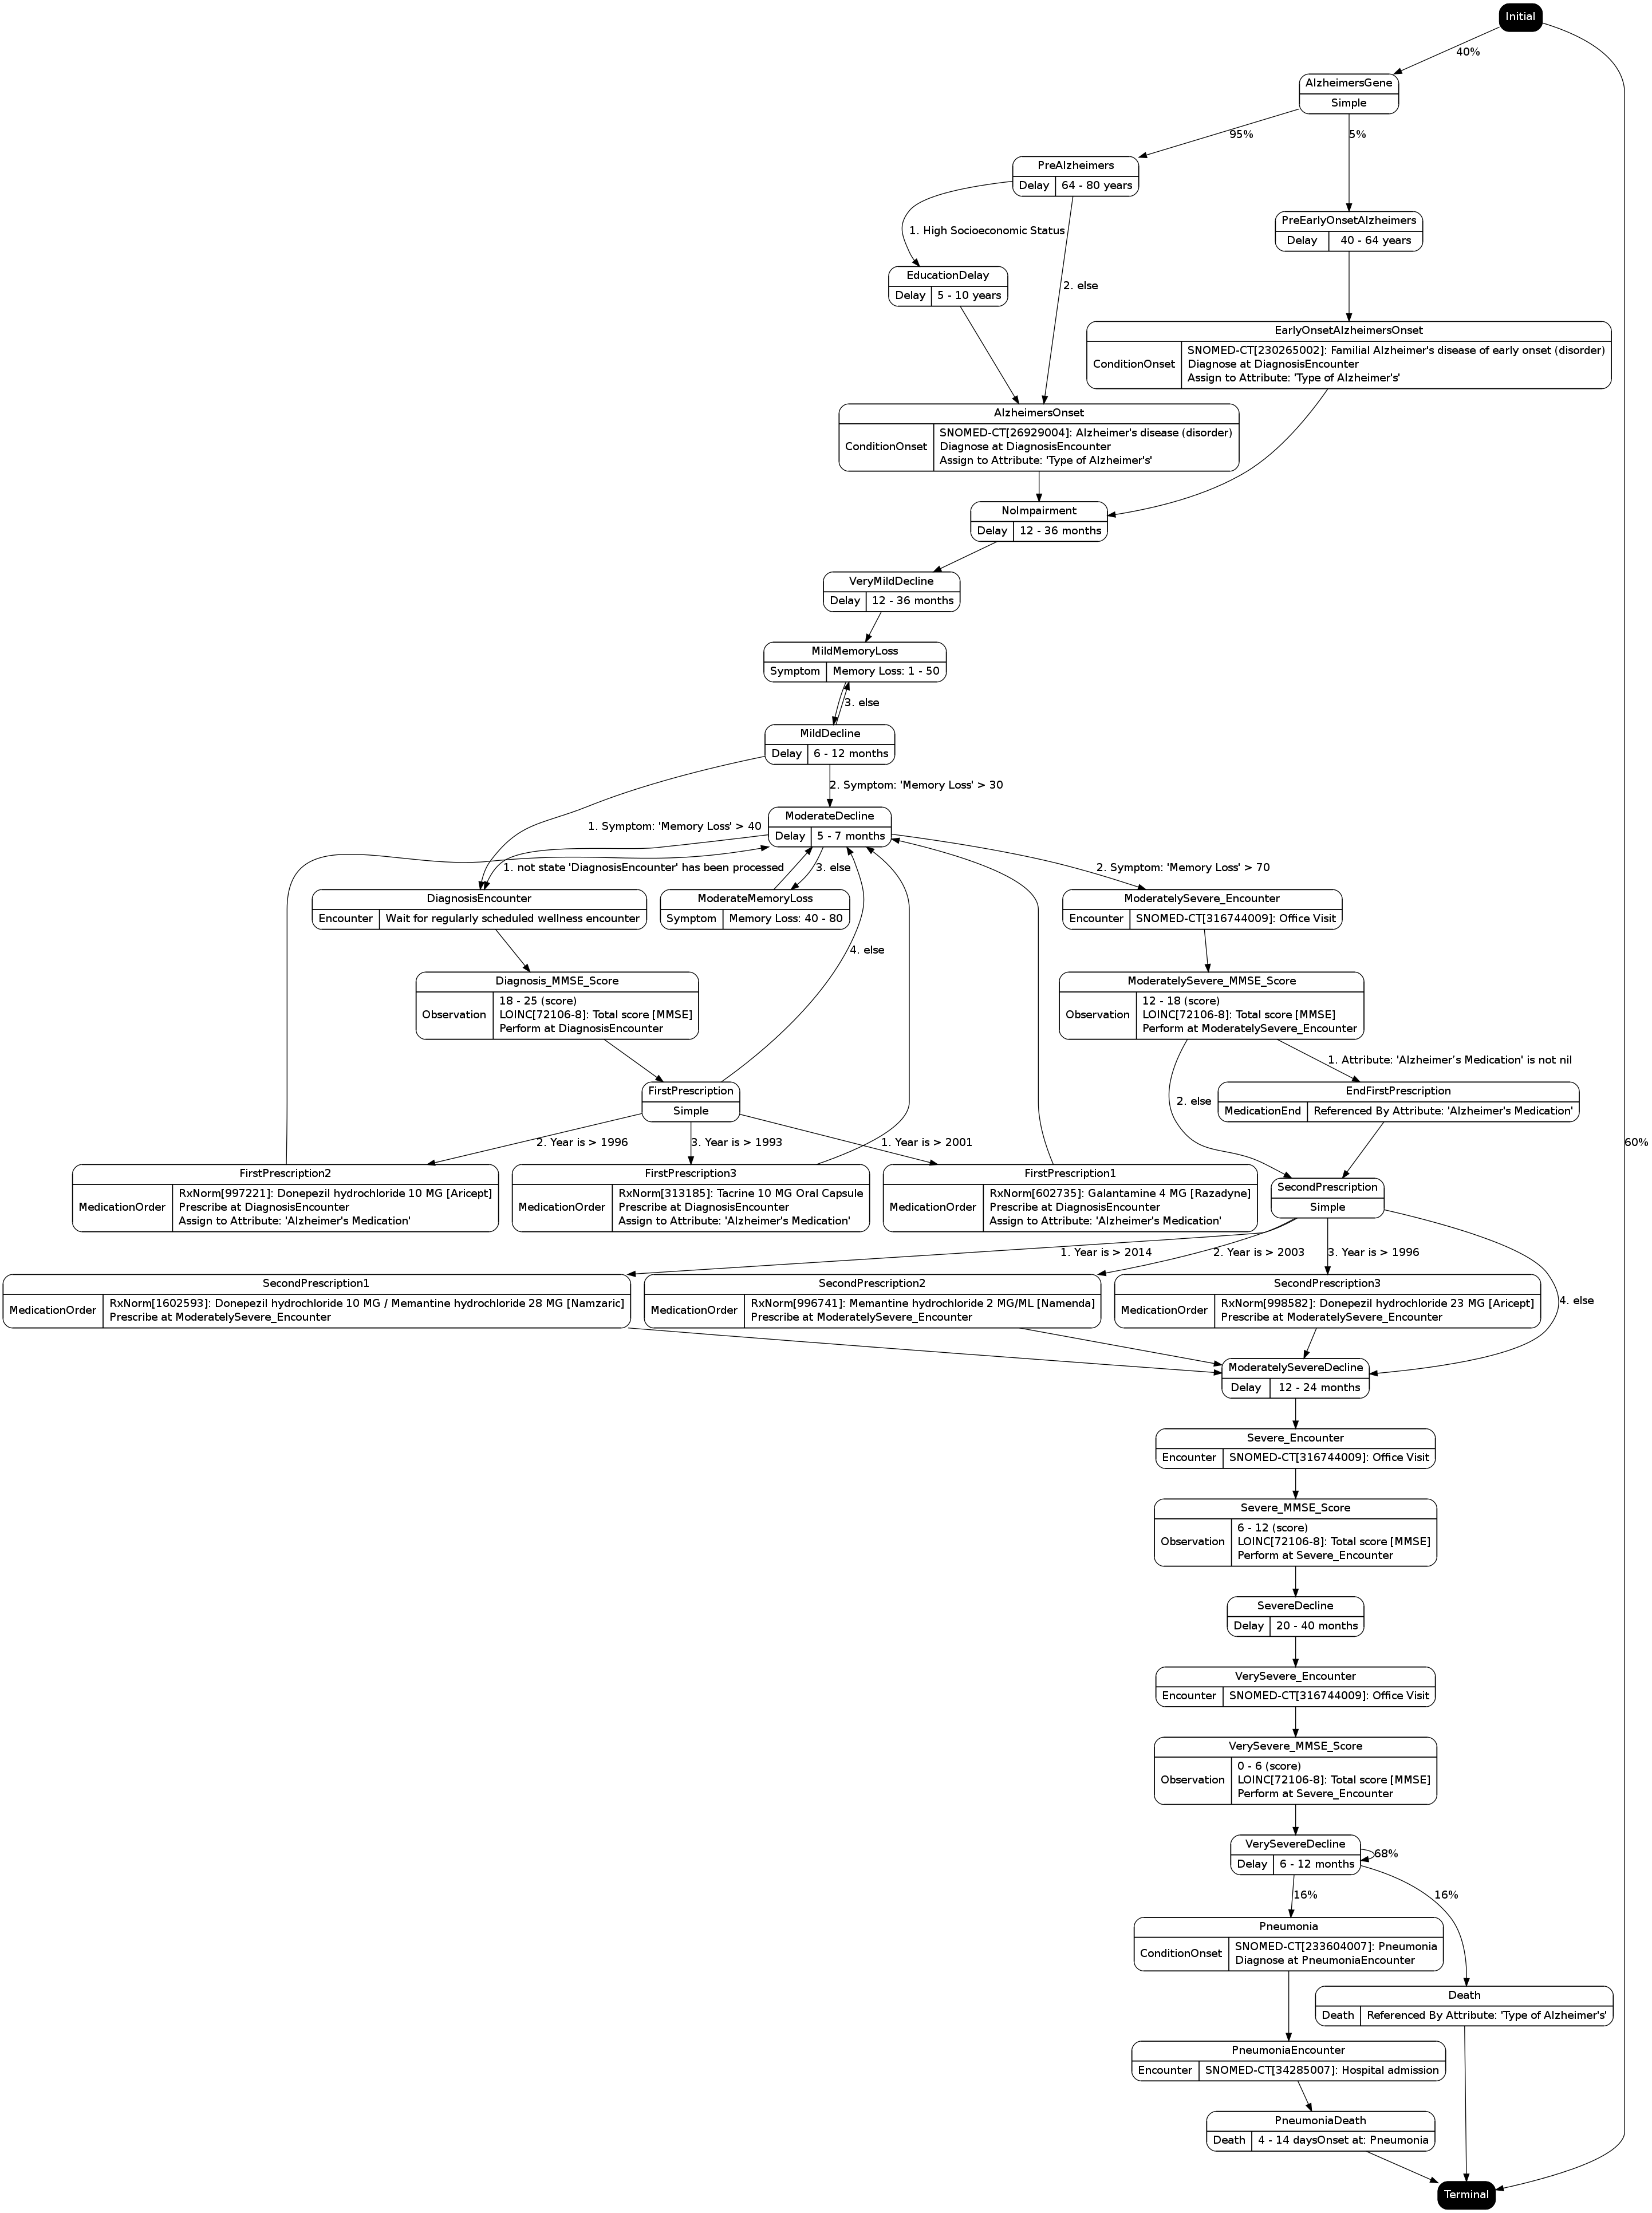 Initial
40%
AlzheimersGene
Simple
95%
5%
PreAlzheimers
Delay 64 - 80 years
PreEarlyOnsetAlzheimers
Delay 40 - 64 years
1. High Socioeconomic Status
EducationDelay
Delay 5 - 10 years
2. else
EarlyOnsetAlzheimersOnset
ConditionOnset
SNOMED-CT[230265002]: Familial Alzheimer's disease of early onset (disorder)
Diagnose at DiagnosisEncounter
Assign to Attribute: 'Type of Alzheimer's'
AlzheimersOnset
ConditionOnset
SNOMED-CT[26929004]: Alzheimer's disease (disorder)
Diagnose at DiagnosisEncounter
Assign to Attribute: 'Type of Alzheimer's'
NoImpairment
Delay 12 - 36 months
VeryMildDecline
Delay 12 - 36 months
MildMemoryLoss
Symptom Memory Loss: 1 - 50
3. else
MildDecline
Delay 6 - 12 months
2. Symptom: 'Memory Loss' > 30
1. Symptom: 'Memory Loss' > 40
ModerateDecline
Delay 5 - 7 months
1. not state 'DiagnosisEncounter' has been processed
3. else
2. Symptom: 'Memory Loss' > 70
DiagnosisEncounter
Encounter Wait for regularly scheduled wellness encounter
ModerateMemoryLoss
Symptom Memory Loss: 40 - 80
ModeratelySevere_Encounter
Encounter SNOMED-CT[316744009]: Office Visit
4. else
Diagnosis_MMSE_Score
Observation
18 - 25 (score)
LOINC[72106-8]: Total score [MMSE]
Perform at DiagnosisEncounter
ModeratelySevere_MMSE_Score
Observation
12 - 18 (score)
LOINC[72106-8]: Total score [MMSE]
Perform at ModeratelySevere_Encounter
1. Attribute: 'Alzheimer’s Medication' is not nil
2. else
FirstPrescription
Simple
EndFirstPrescription
MedicationEnd Referenced By Attribute: 'Alzheimer's Medication'
2. Year is > 1996
3. Year is > 1993
1. Year is > 2001
60%
FirstPrescription2
MedicationOrder
RxNorm[997221]: Donepezil hydrochloride 10 MG [Aricept]
Prescribe at DiagnosisEncounter
Assign to Attribute: 'Alzheimer's Medication'
FirstPrescription3
MedicationOrder
RxNorm[313185]: Tacrine 10 MG Oral Capsule
Prescribe at DiagnosisEncounter
Assign to Attribute: 'Alzheimer's Medication'
FirstPrescription1
MedicationOrder
RxNorm[602735]: Galantamine 4 MG [Razadyne]
Prescribe at DiagnosisEncounter
Assign to Attribute: 'Alzheimer's Medication'
SecondPrescription
Simple
1. Year is > 2014
2. Year is > 2003
3. Year is > 1996
4. else
SecondPrescription1
MedicationOrder
RxNorm[1602593]: Donepezil hydrochloride 10 MG / Memantine hydrochloride 28 MG [Namzaric]
Prescribe at ModeratelySevere_Encounter
SecondPrescription2
MedicationOrder
RxNorm[996741]: Memantine hydrochloride 2 MG/ML [Namenda]
Prescribe at ModeratelySevere_Encounter
SecondPrescription3
MedicationOrder
RxNorm[998582]: Donepezil hydrochloride 23 MG [Aricept]
Prescribe at ModeratelySevere_Encounter
ModeratelySevereDecline
Delay 12 - 24 months
Severe_Encounter
Encounter SNOMED-CT[316744009]: Office Visit
Severe_MMSE_Score
Observation
6 - 12 (score)
LOINC[72106-8]: Total score [MMSE]
Perform at Severe_Encounter
SevereDecline
Delay 20 - 40 months
VerySevere_Encounter
Encounter SNOMED-CT[316744009]: Office Visit
VerySevere_MMSE_Score
Observation
0 - 6 (score)
LOINC[72106-8]: Total score [MMSE]
Perform at Severe_Encounter
VerySevereDecline
Delay 6 - 12 months
68%
16%
16%
Pneumonia
ConditionOnset
SNOMED-CT[233604007]: Pneumonia
Diagnose at PneumoniaEncounter
Death
Death Referenced By Attribute: 'Type of Alzheimer's'
PneumoniaEncounter
Encounter SNOMED-CT[34285007]: Hospital admission
PneumoniaDeath
Death 4 - 14 daysOnset at: Pneumonia
Terminal